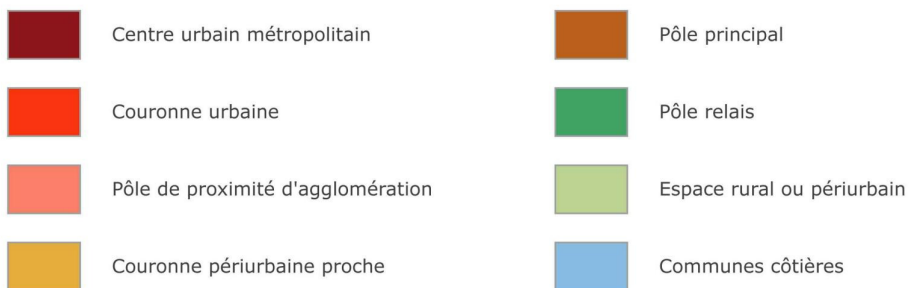 Centre urbain métropolitain
Pôle principal
Couronne urbaine
Pôle relais
Pôle de proximité d'agglomération
Espace rural ou périurbain
Couronne périurbaine proche
Communes côtières